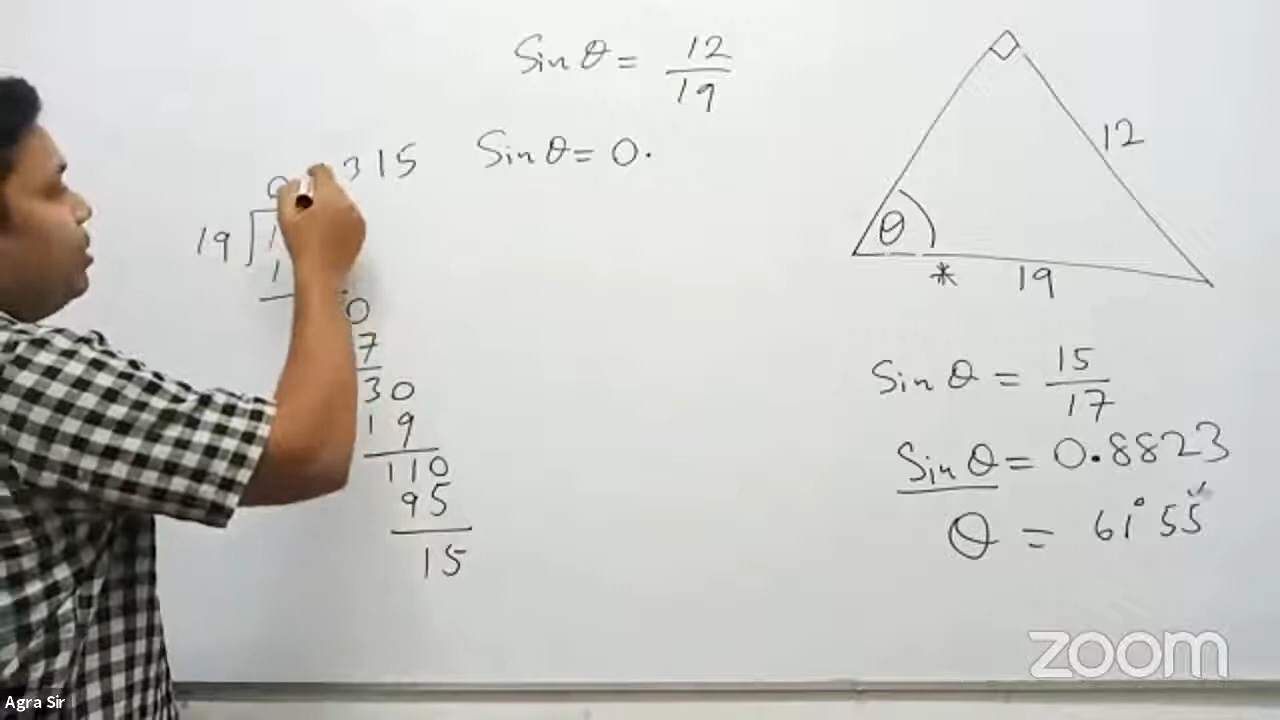 Sin θ = 12/19
Sin θ = 0.
0 315
19
0
7
30
19
110
95
15
12
θ
* 19
Sin θ = 15/17
Sin θ = 0.8823
θ = 61° 55'
zoom
Agra Sir